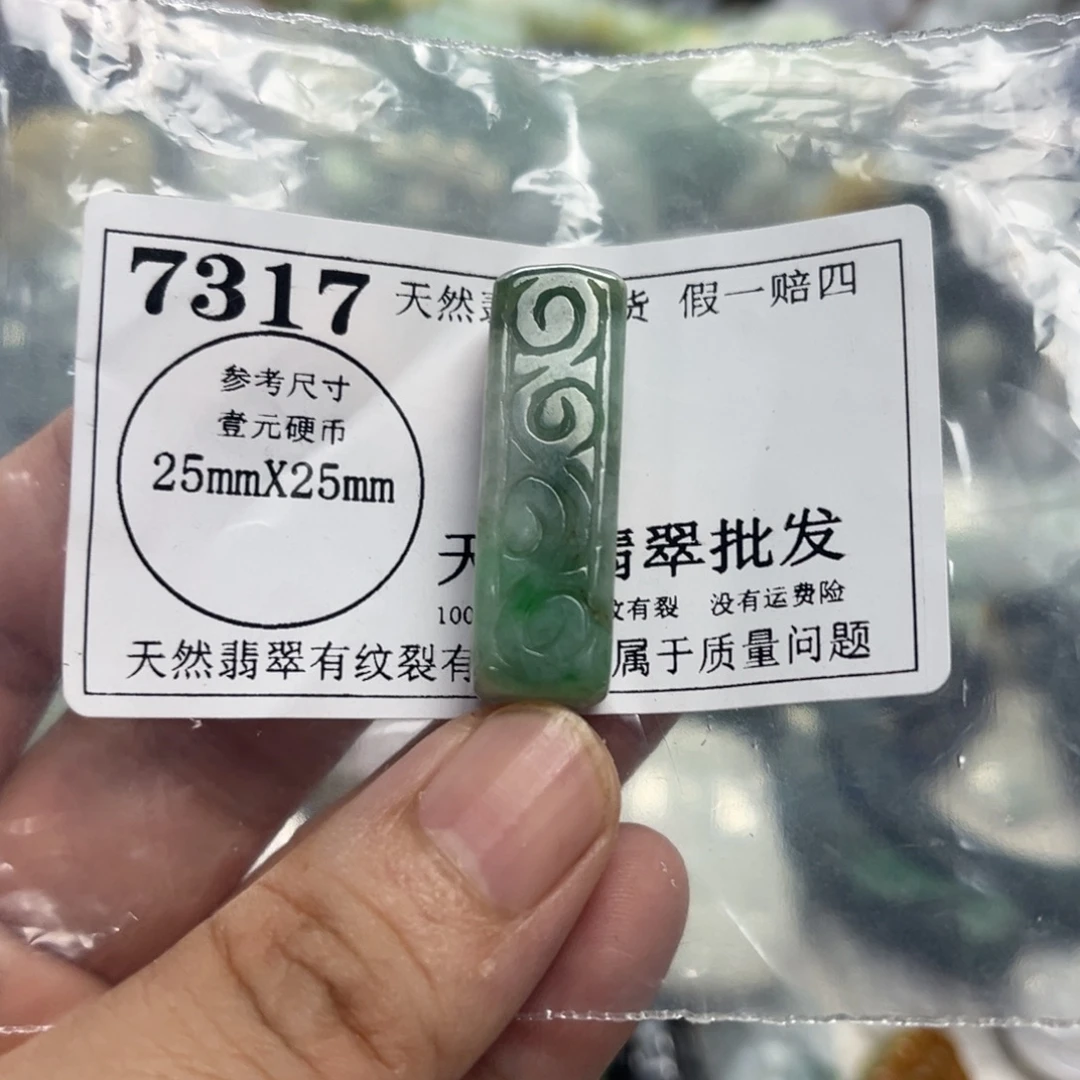 7317 天然 货 假一赔四
参考尺寸
壹元硬币
25mmX25mm
天 翡翠批发
100 纹有裂 没有运费险
天然翡翠有纹裂有 属于质量问题